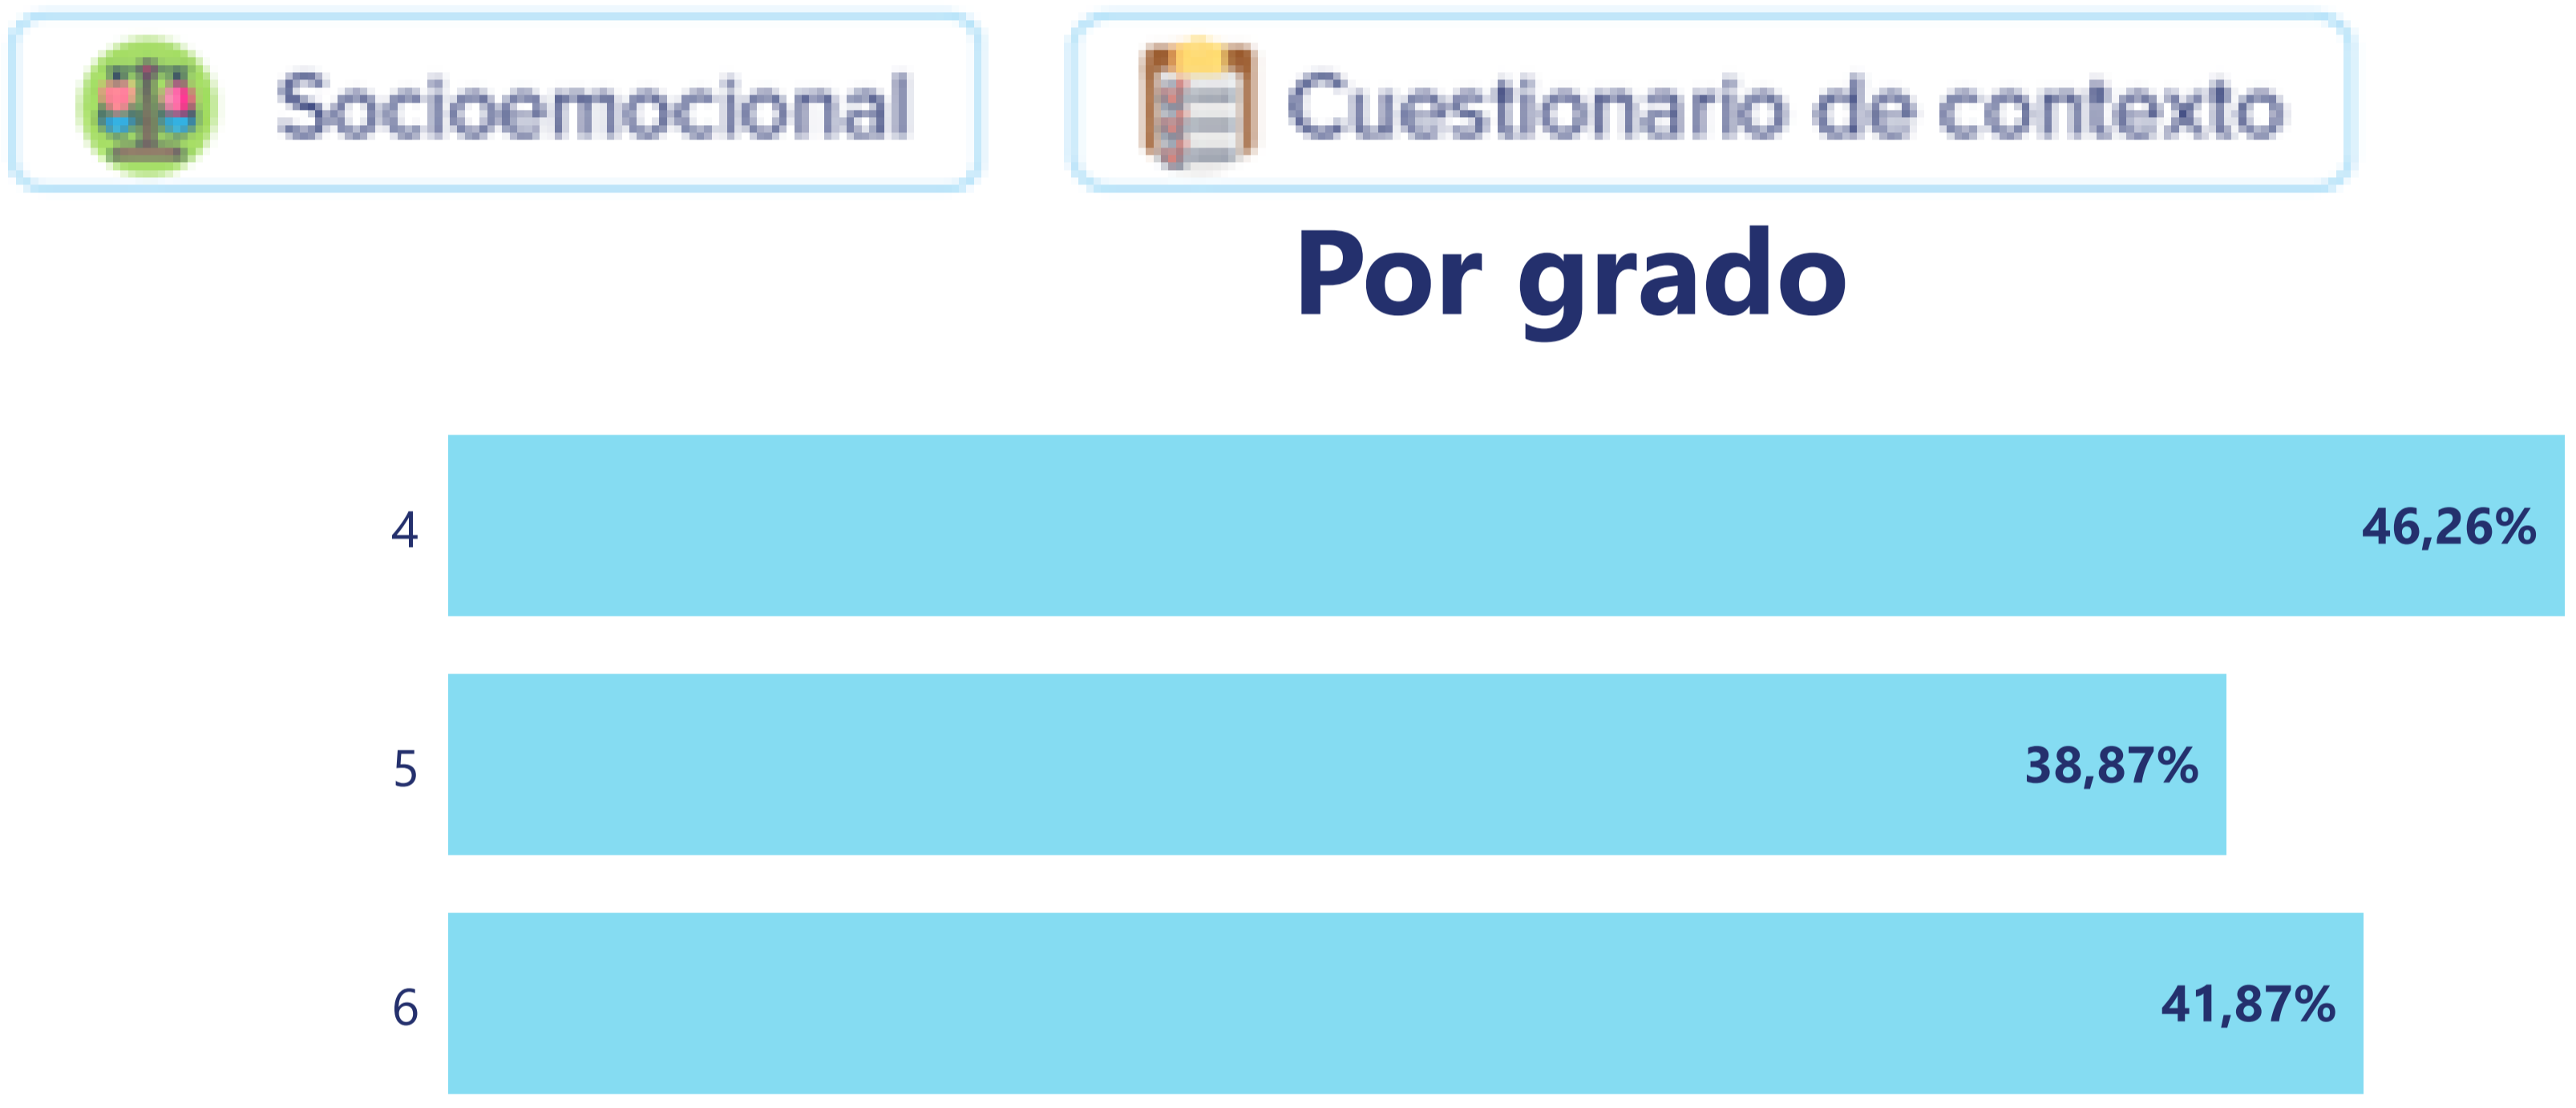 Socioemocional
Cuestionario de contexto
Por grado
4 46,26%
5 38,87%
6 41,87%